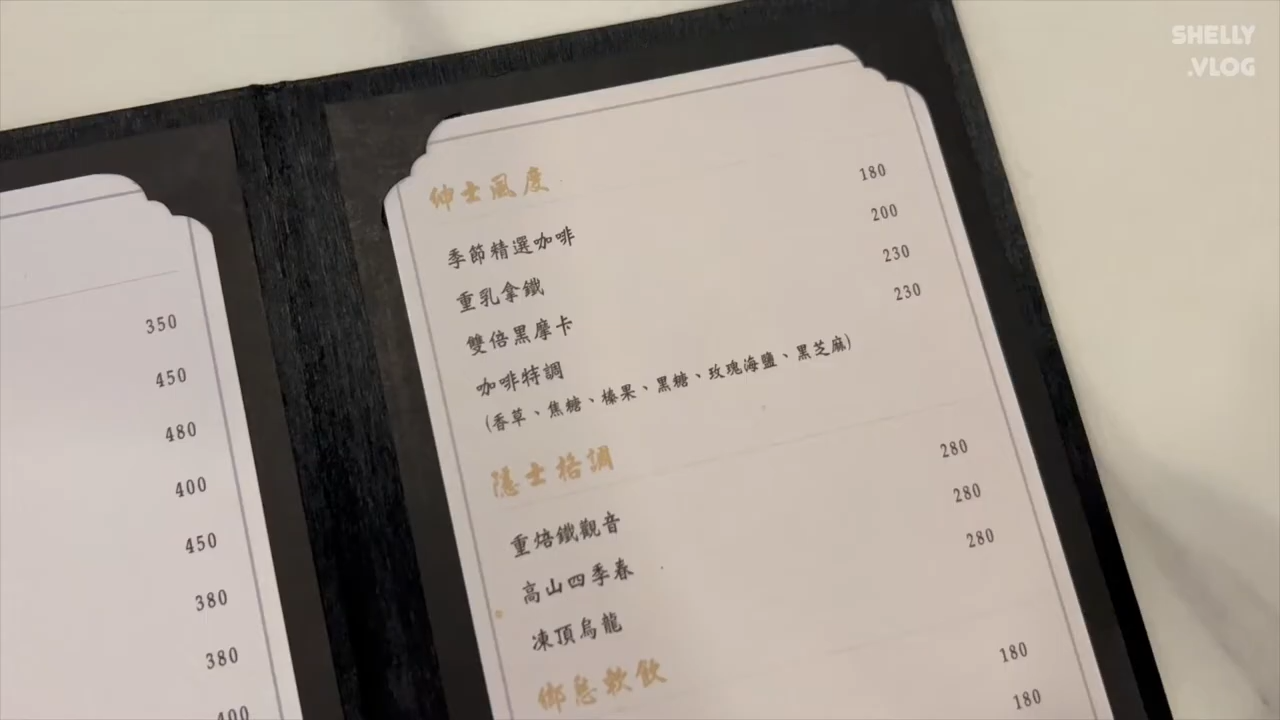 SHELLY
.VLOG
350
450
480
400
450
380
380
400
紳士風度
季節精選咖啡 180
重乳拿鐵 200
雙倍黑摩卡 230
咖啡特調 230
(香草、焦糖、榛果、黑糖、玫瑰海鹽、黑芝麻)
隱士格調
重焙鐵觀音 280
高山四季春 280
凍頂烏龍 280
鄉愁軟飲
180
180